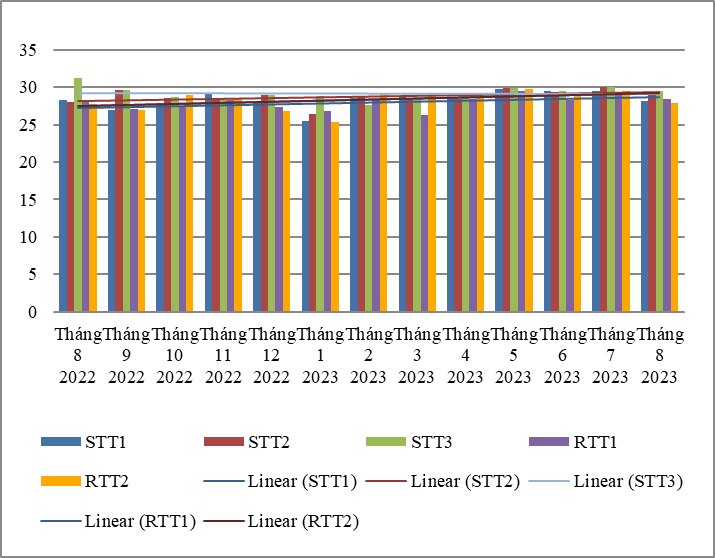 35
30
25
20
15
10
5
0
Tháng Tháng Tháng Tháng Tháng Tháng Tháng Tháng Tháng Tháng Tháng Tháng Tháng
8 9 10 11 12 1 2 3 4 5 6 7 8
2022 2022 2022 2022 2022 2023 2023 2023 2023 2023 2023 2023 2023
STT1 STT2 STT3 RTT1
RTT2 Linear (STT1) Linear (STT2) Linear (STT3)
Linear (RTT1) Linear (RTT2)